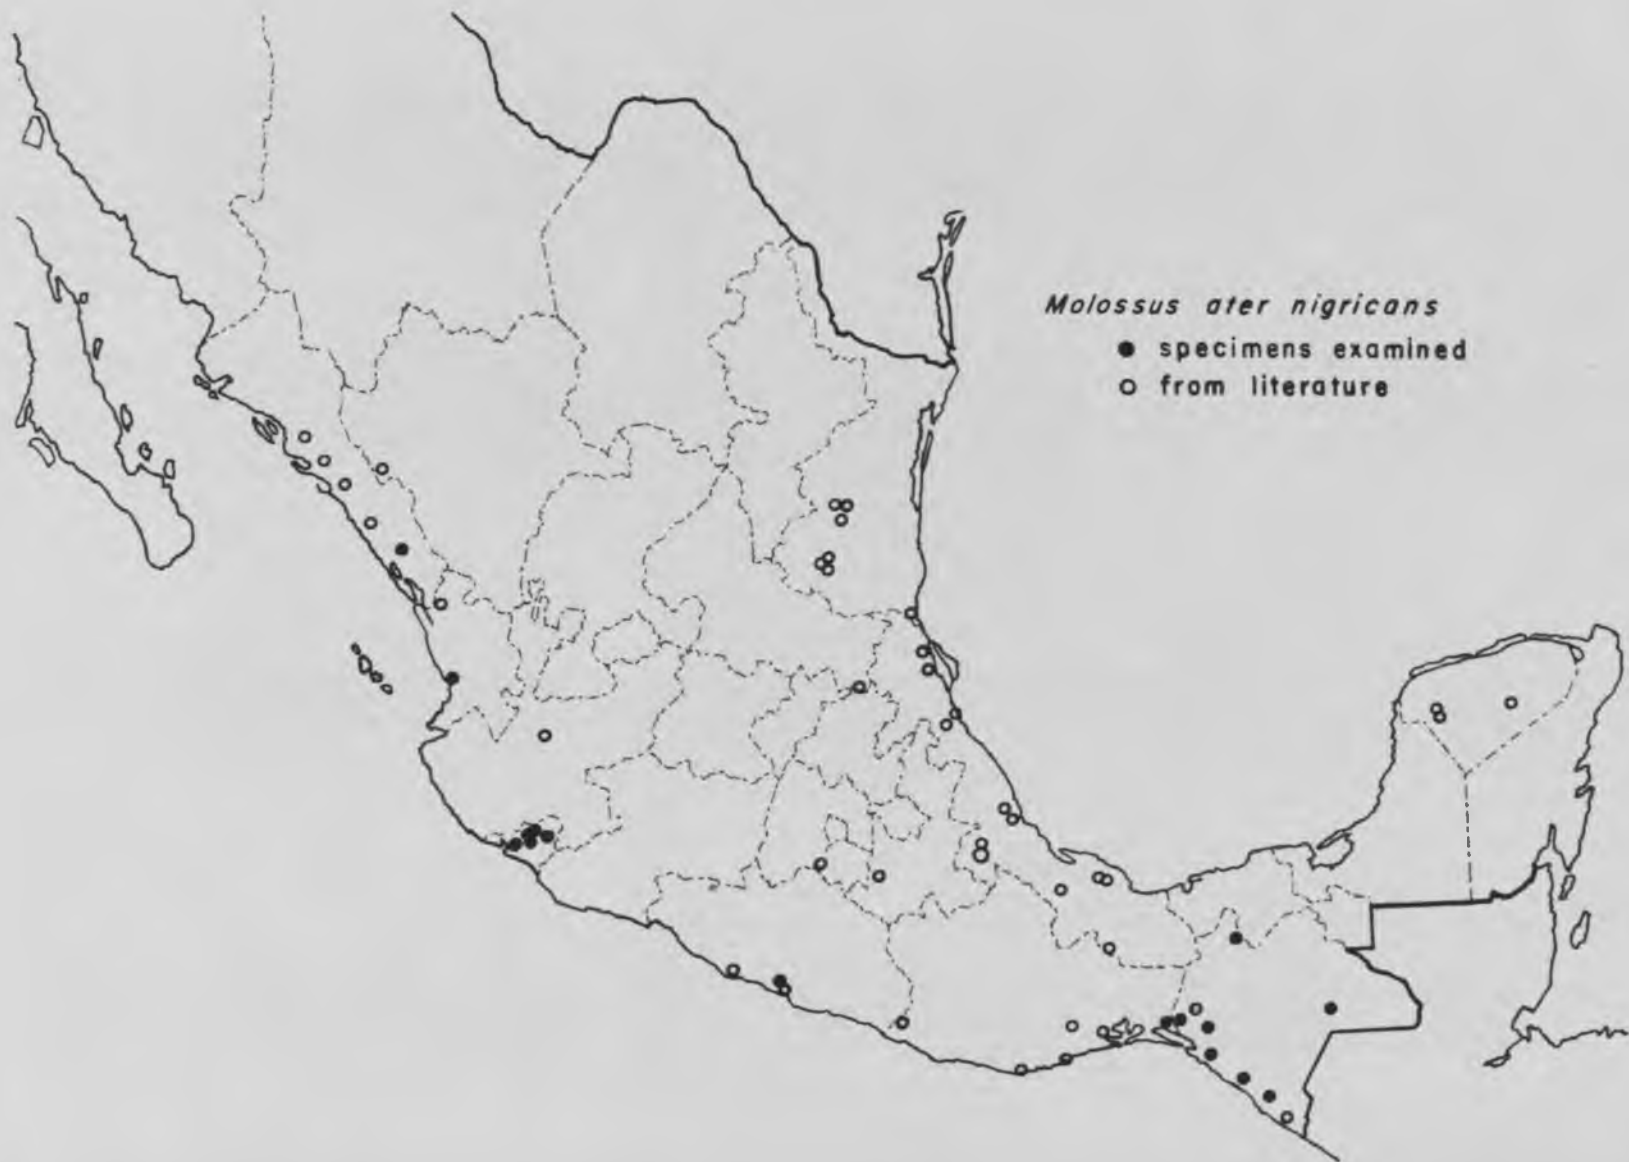 Molossus ater nigricans
● specimens examined
○ from literature